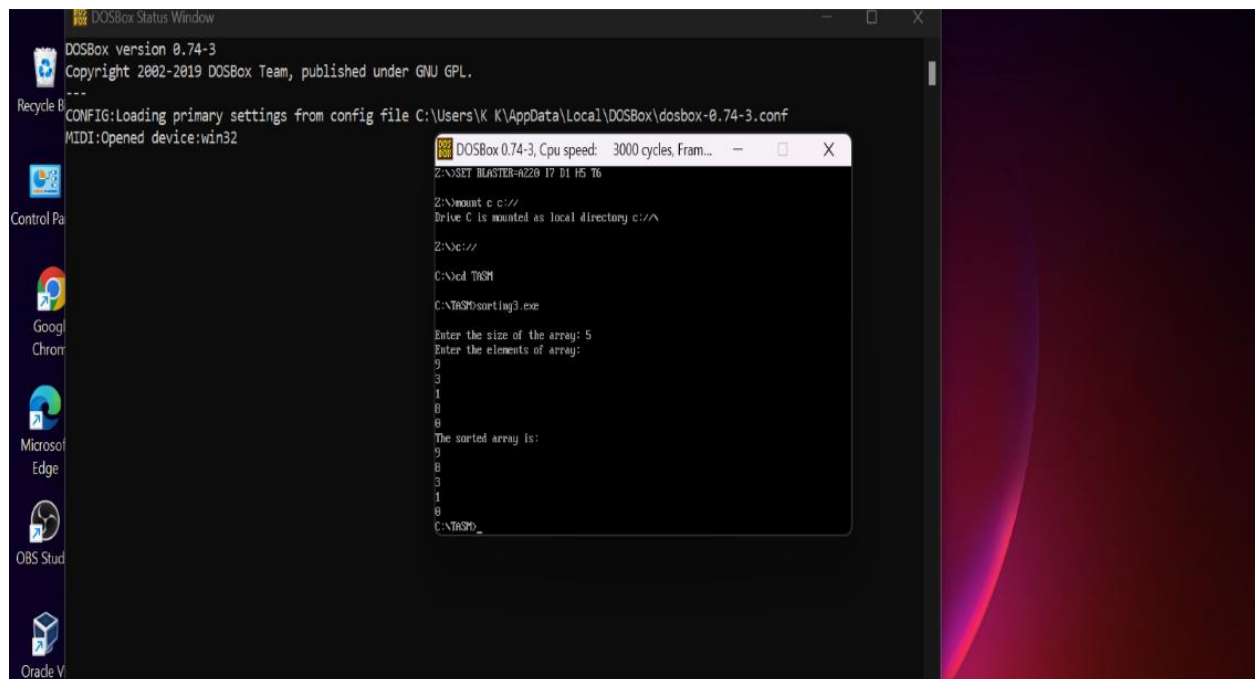 DOSBox Status Window
DOSBox version 0.74-3
Copyright 2002-2019 DOSBox Team, published under GNU GPL.
---
CONFIG:Loading primary settings from config file C:\Users\K K\AppData\Local\DOSBox\dosbox-0.74-3.conf
MIDI:Opened device:win32
Recycle B
Control Pa
Googl
Chrom
Microsof
Edge
OBS Stud
Oracle V
DOSBox 0.74-3, Cpu speed: 3000 cycles, Fram...
Z:\>SET BLASTER=A220 I7 D1 H5 T6
Z:\>mount c c://
Drive C is mounted as local directory c://\
Z:\>c://
C:\>cd TASM
C:\TASM>sorting3.exe
Enter the size of the array: 5
Enter the elements of array:
9
3
1
8
0
The sorted array is:
9
8
3
1
0
C:\TASM>_